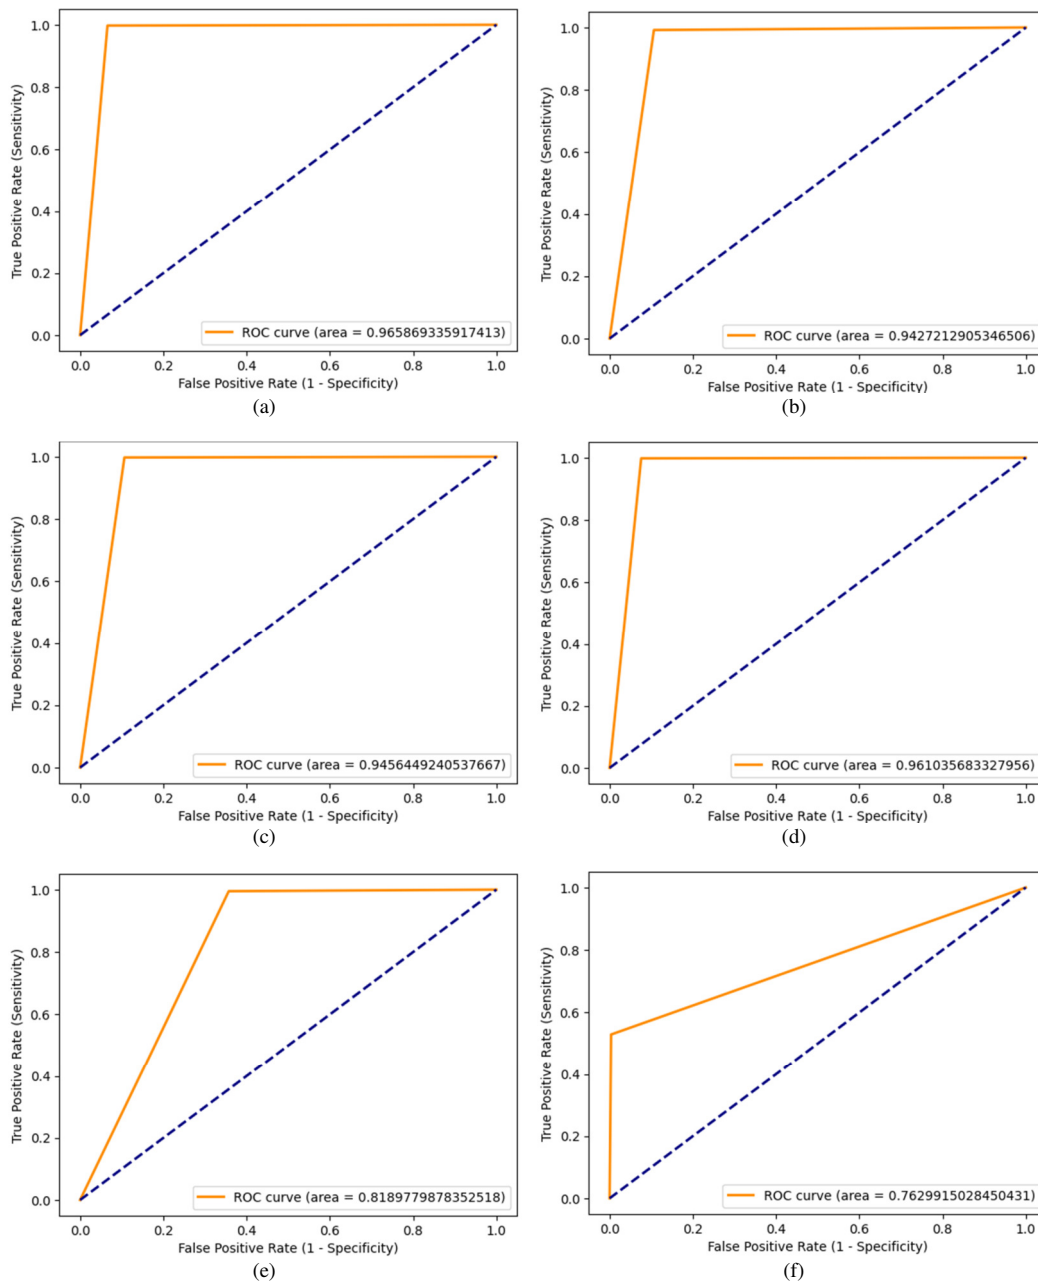 1.0
0.8
0.6
0.4
0.2
0.0
True Positive Rate (Sensitivity)
ROC curve (area = 0.965869335917413)
0.0 0.2 0.4 0.6 0.8 1.0
False Positive Rate (1 - Specificity)
(a)
1.0
0.8
0.6
0.4
0.2
0.0
True Positive Rate (Sensitivity)
ROC curve (area = 0.9427212905346506)
0.0 0.2 0.4 0.6 0.8 1.0
False Positive Rate (1 - Specificity)
(b)
1.0
0.8
0.6
0.4
0.2
0.0
True Positive Rate (Sensitivity)
ROC curve (area = 0.9456449240537667)
0.0 0.2 0.4 0.6 0.8 1.0
False Positive Rate (1 - Specificity)
(c)
1.0
0.8
0.6
0.4
0.2
0.0
True Positive Rate (Sensitivity)
ROC curve (area = 0.961035683327956)
0.0 0.2 0.4 0.6 0.8 1.0
False Positive Rate (1 - Specificity)
(d)
1.0
0.8
0.6
0.4
0.2
0.0
True Positive Rate (Sensitivity)
ROC curve (area = 0.8189779878352518)
0.0 0.2 0.4 0.6 0.8 1.0
False Positive Rate (1 - Specificity)
(e)
1.0
0.8
0.6
0.4
0.2
0.0
True Positive Rate (Sensitivity)
ROC curve (area = 0.7629915028450431)
0.0 0.2 0.4 0.6 0.8 1.0
False Positive Rate (1 - Specificity)
(f)